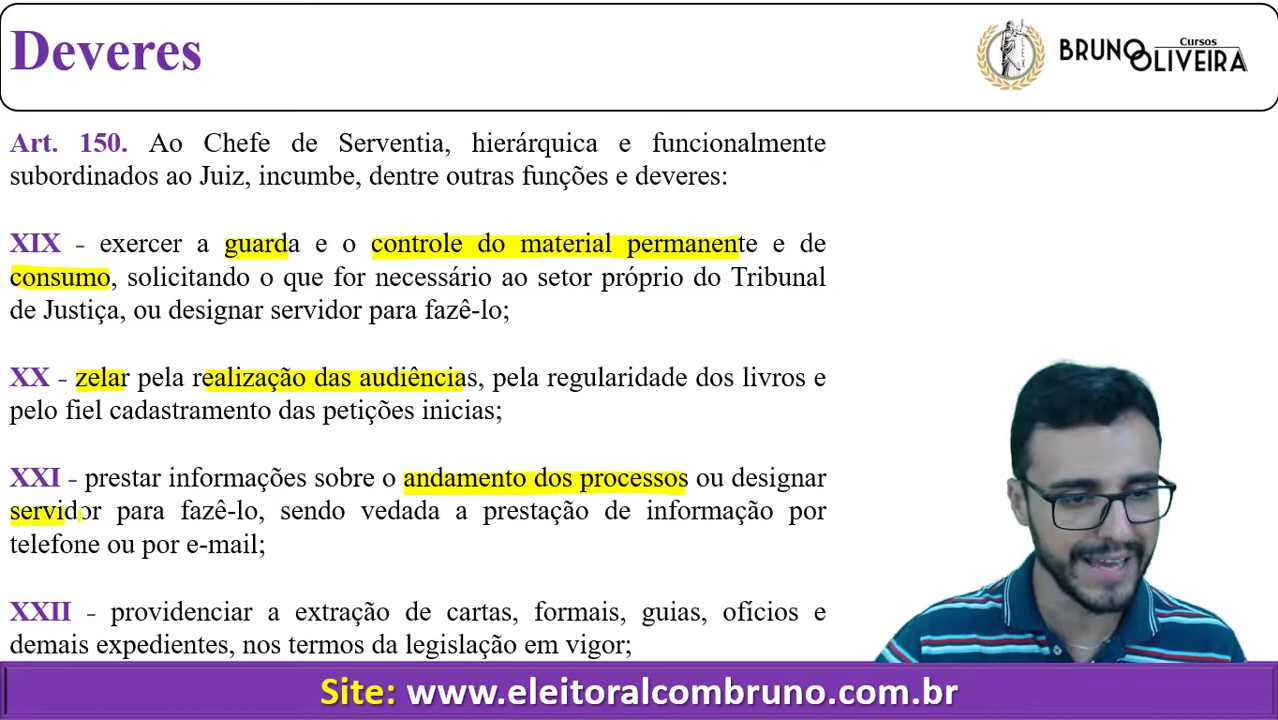 Deveres
Cursos
BRUNO OLIVEIRA
Art. 150. Ao Chefe de Serventia, hierárquica e funcionalmente
subordinados ao Juiz, incumbe, dentre outras funções e deveres:
XIX - exercer a guarda e o controle do material permanente e de
consumo, solicitando o que for necessário ao setor próprio do Tribunal
de Justiça, ou designar servidor para fazê-lo;
XX - zelar pela realização das audiências, pela regularidade dos livros e
pelo fiel cadastramento das petições inicias;
XXI - prestar informações sobre o andamento dos processos ou designar
servidor para fazê-lo, sendo vedada a prestação de informação por
telefone ou por e-mail;
XXII - providenciar a extração de cartas, formais, guias, ofícios e
demais expedientes, nos termos da legislação em vigor;
Site: www.eleitoralcombruno.com.br